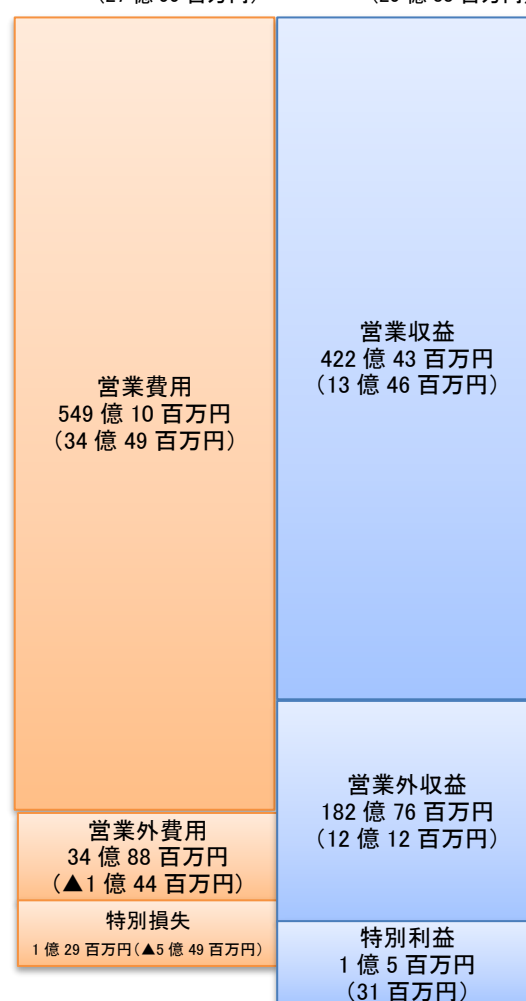 営業費用
549 億 10 百万円
（34 億 49 百万円）
営業外費用
34 億 88 百万円
（▲1 億 44 百万円）
特別損失
1 億 29 百万円（▲5 億 49 百万円）
営業収益
422 億 43 百万円
（13 億 46 百万円）
営業外収益
182 億 76 百万円
（12 億 12 百万円）
特別利益
1 億 5 百万円
（31 百万円）